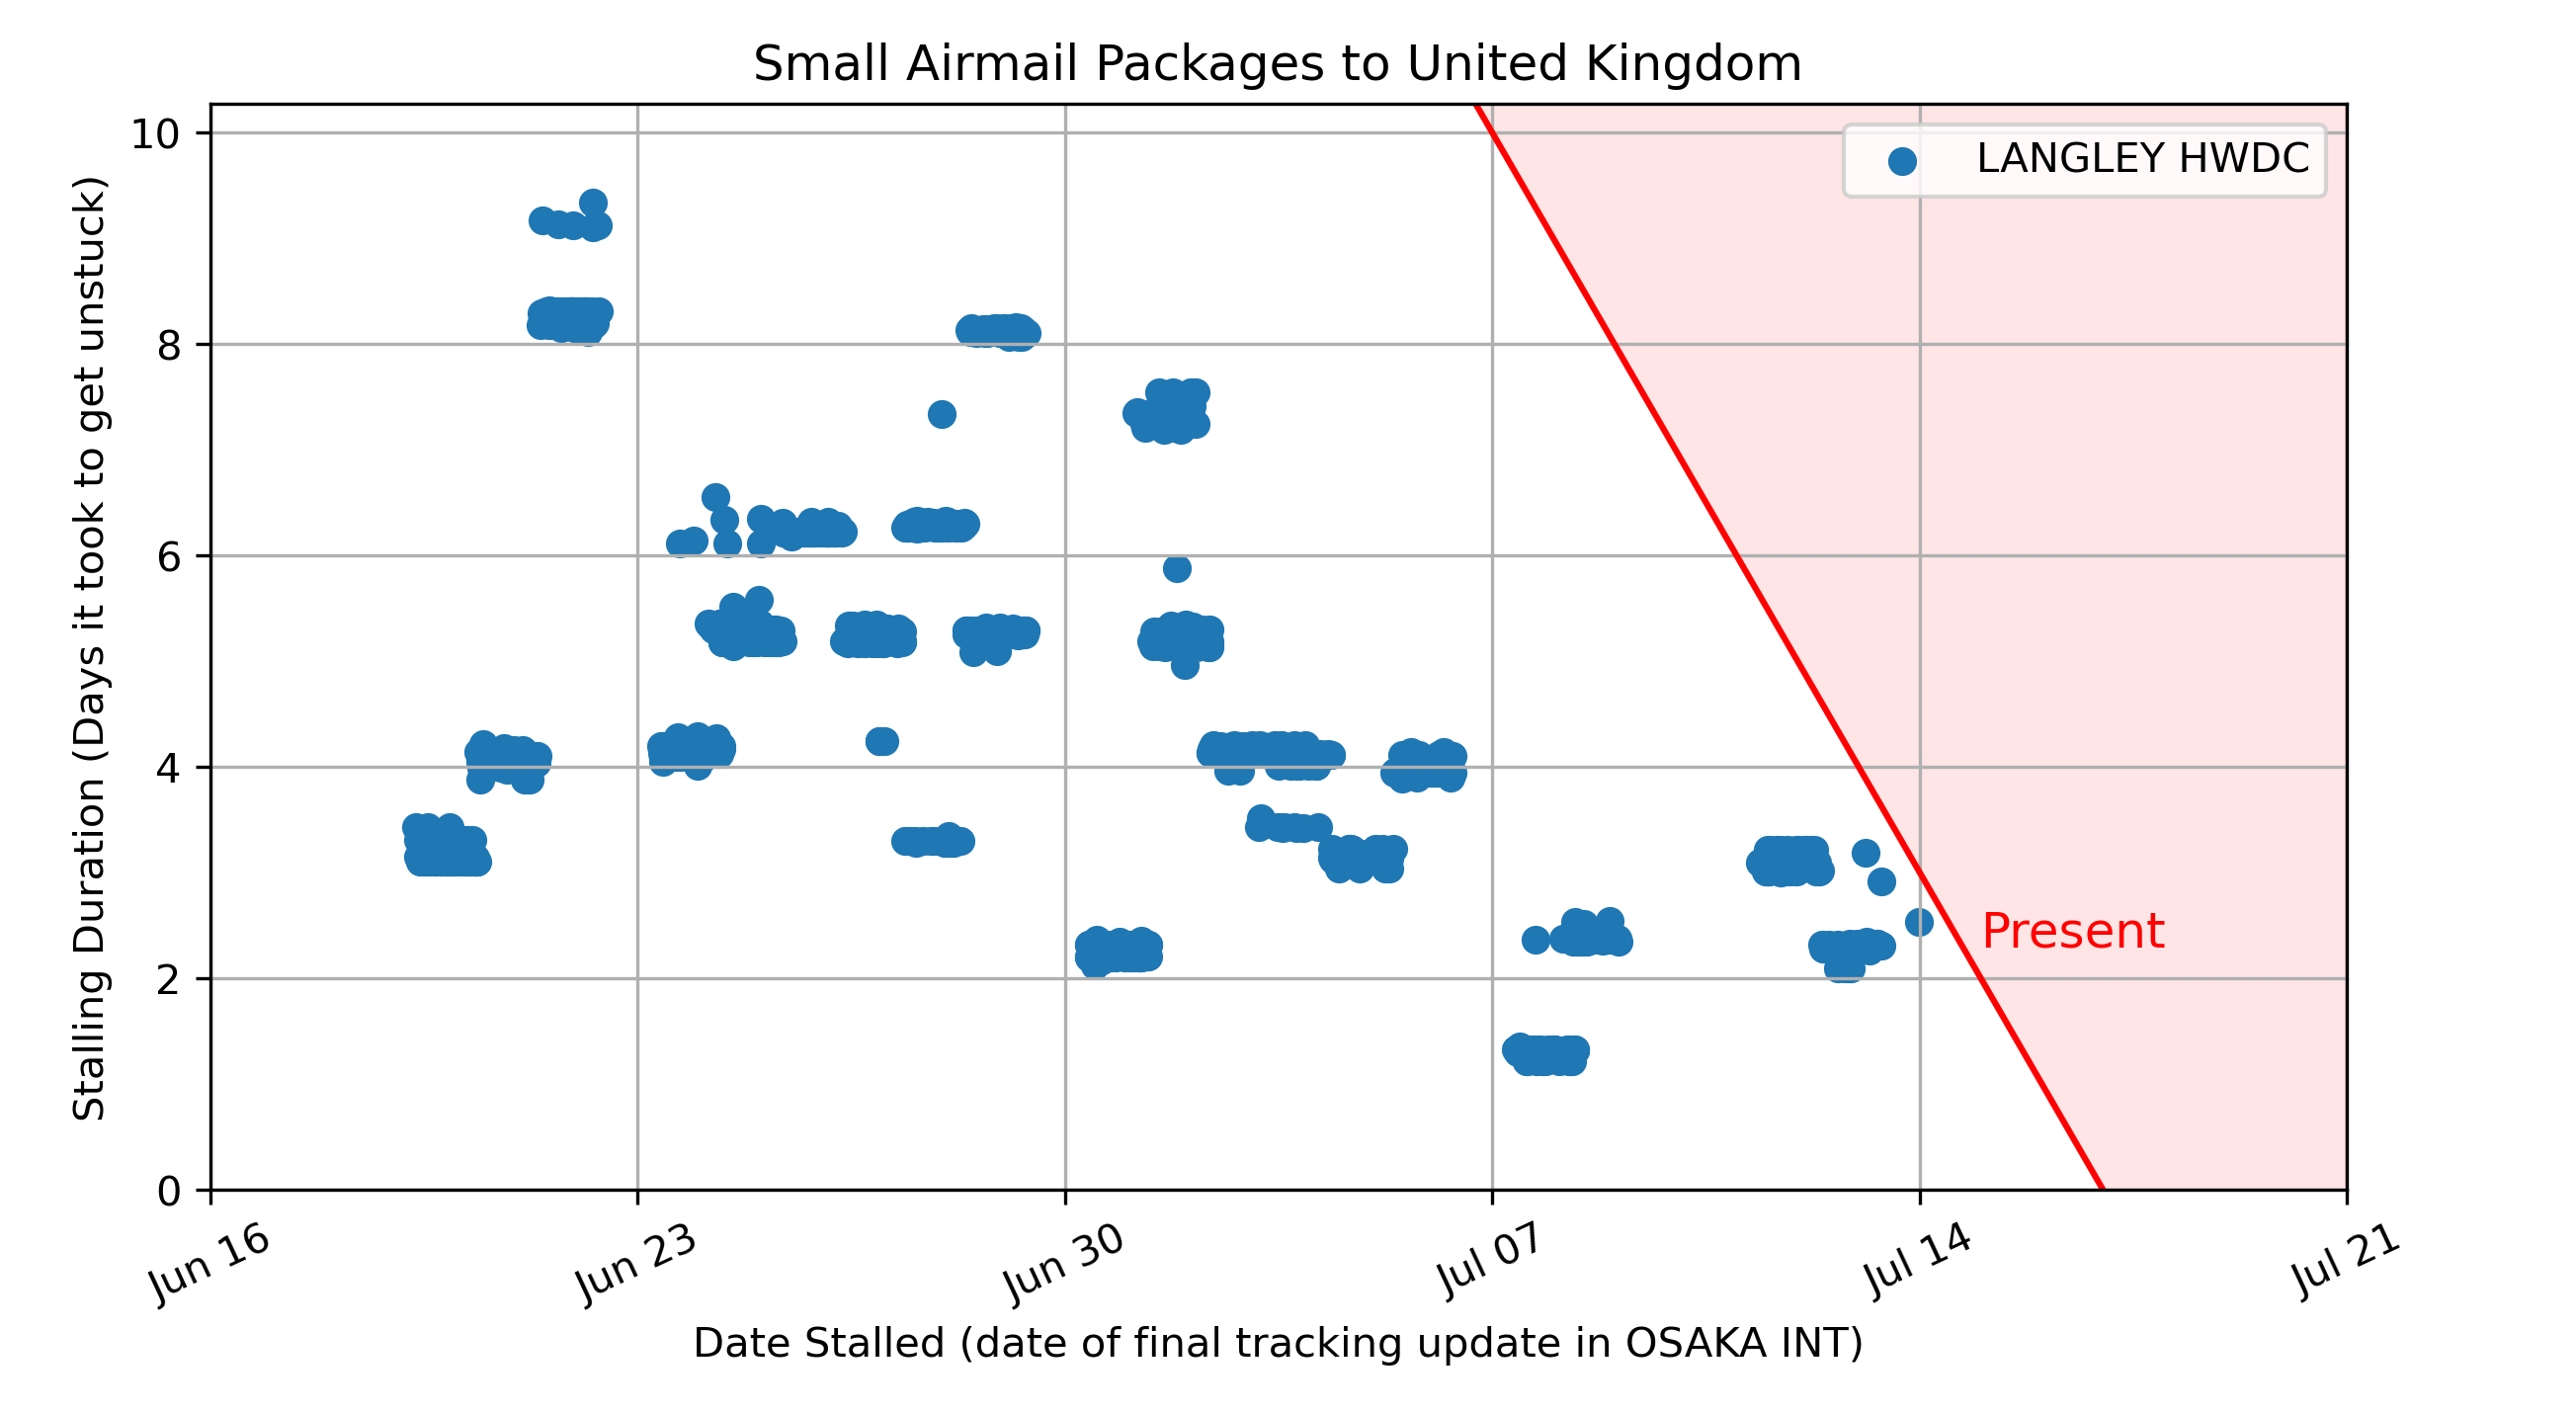 Small Airmail Packages to United Kingdom
LANGLEY HWDC
Stalling Duration (Days it took to get unstuck)
10
8
6
4
2
0
Present
Jun 16
Jun 23
Jun 30
Jul 07
Jul 14
Jul 21
Date Stalled (date of final tracking update in OSAKA INT)